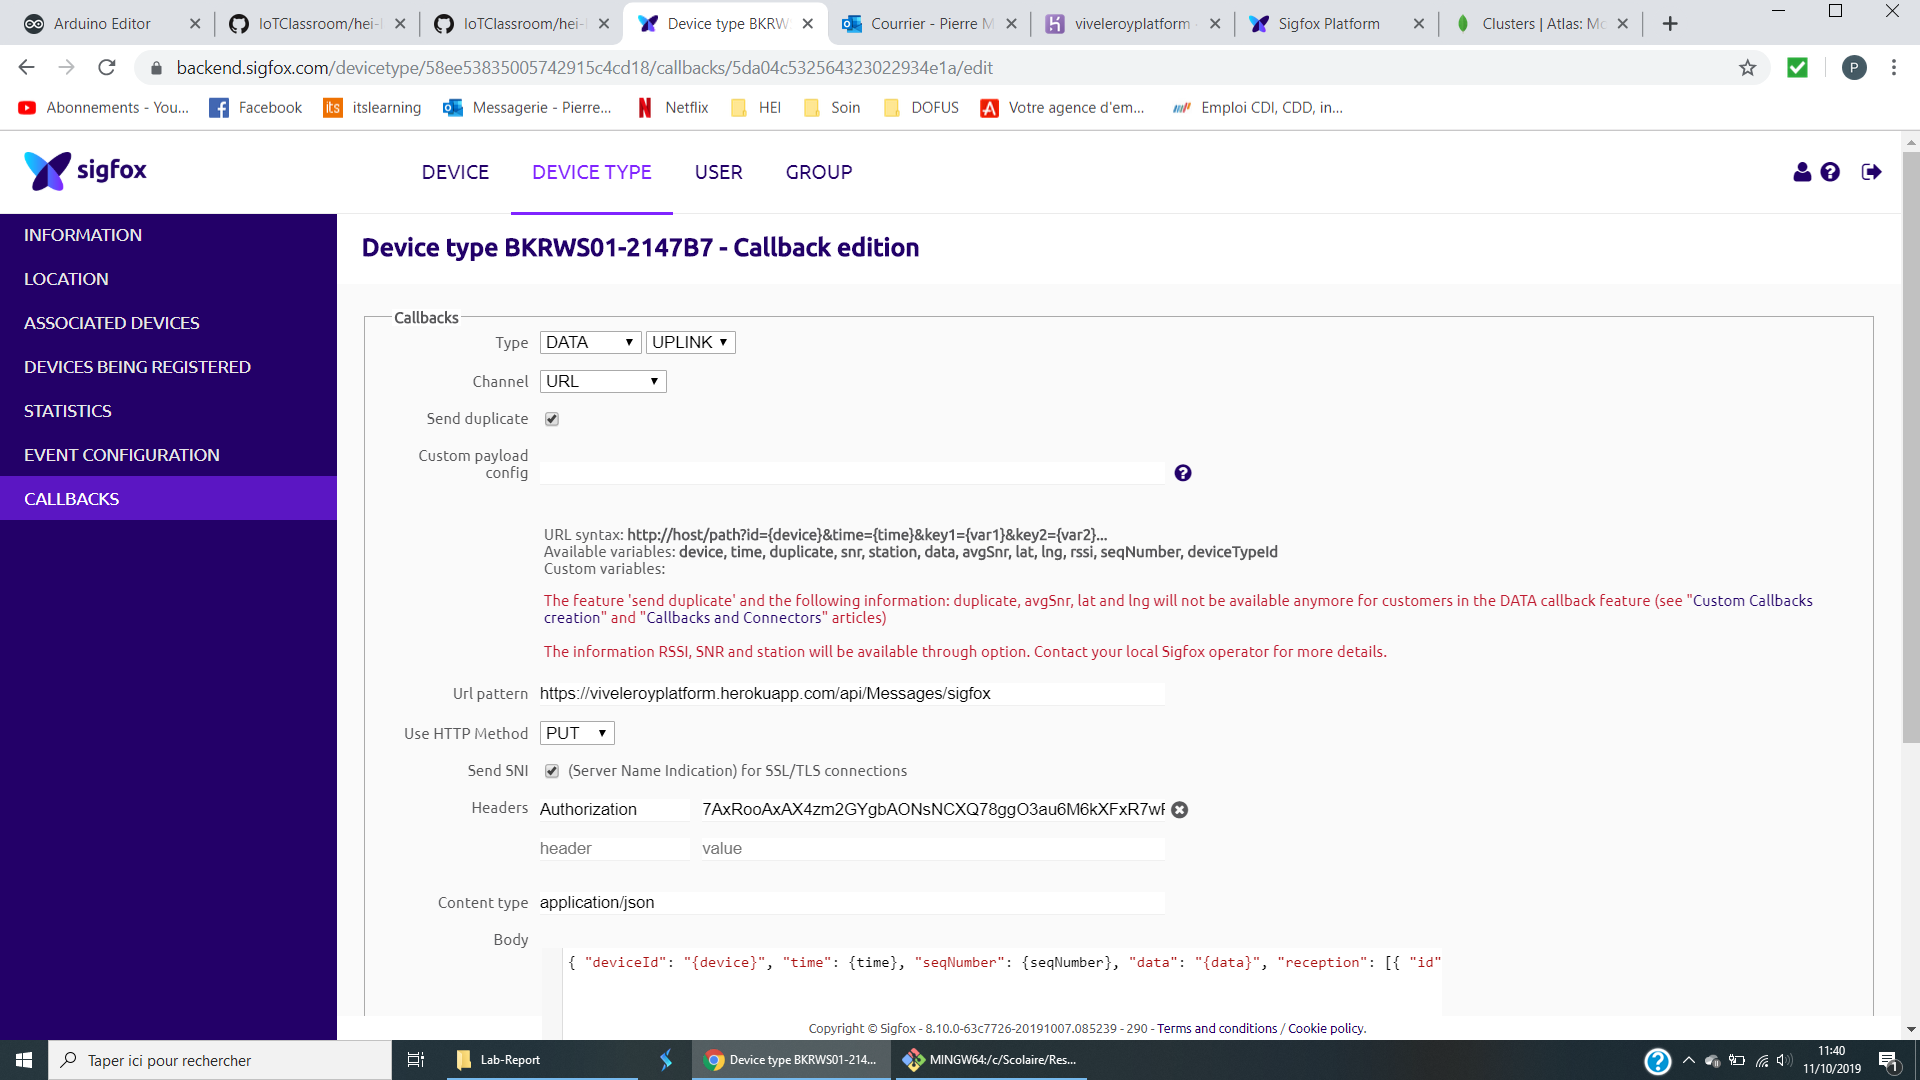 Arduino Editor
IoTClassroom/hei-
IoTClassroom/hei-
Device type BKRW
Courrier - Pierre M
viveleroyplatform
Sigfox Platform
Clusters | Atlas: Mo
backend.sigfox.com/devicetype/58ee53835005742915c4cd18/callbacks/5da04c532564323022934e1a/edit
P
Abonnements - You...
Facebook
its itslearning
Messagerie - Pierre...
Netflix
HEI
Soin
DOFUS
Votre agence d'em...
Emploi CDI, CDD, in...
sigfox
DEVICE
DEVICE TYPE
USER
GROUP
INFORMATION
LOCATION
ASSOCIATED DEVICES
DEVICES BEING REGISTERED
STATISTICS
EVENT CONFIGURATION
CALLBACKS
Device type BKRWS01-2147B7 - Callback edition
Callbacks
Type DATA UPLINK
Channel URL
Send duplicate
Custom payload
config
URL syntax: http://host/path?id={device}&time={time}&key1={var1}&key2={var2}...
Available variables: device, time, duplicate, snr, station, data, avgSnr, lat, lng, rssi, seqNumber, deviceTypeId
Custom variables:
The feature 'send duplicate' and the following information: duplicate, avgSnr, lat and lng will not be available anymore for customers in the DATA callback feature (see "Custom Callbacks
creation" and "Callbacks and Connectors" articles)
The information RSSI, SNR and station will be available through option. Contact your local Sigfox operator for more details.
Url pattern https://viveleroyplatform.herokuapp.com/api/Messages/sigfox
Use HTTP Method PUT
Send SNI (Server Name Indication) for SSL/TLS connections
Headers Authorization 7AxRooAxAX4zm2GYgbAONsNCXQ78ggO3au6M6kXFxR7wF
header value
Content type application/json
Body
{ "deviceId": "{device}", "time": {time}, "seqNumber": {seqNumber}, "data": "{data}", "reception": [{ "id"
Copyright © Sigfox - 8.10.0-63c7726-20191007.085239 - 290 - Terms and conditions / Cookie policy.
Taper ici pour rechercher
Lab-Report
Device type BKRWS01-214...
MINGW64:/c/Scolaire/Res...
11:40
11/10/2019
1